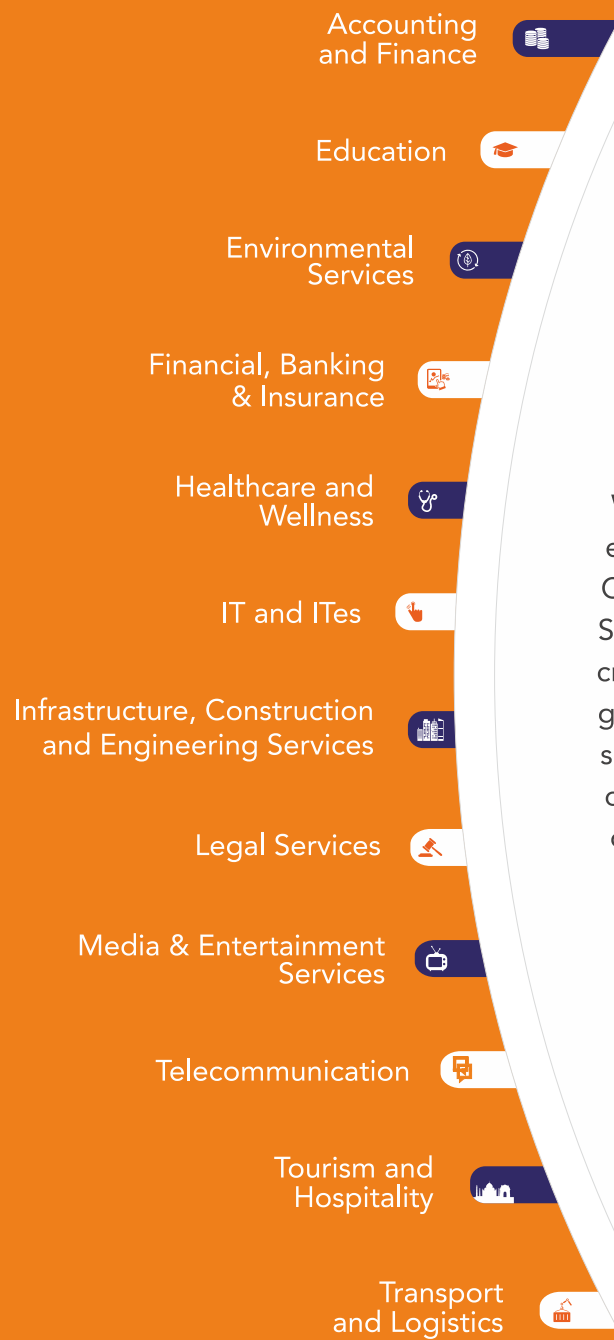 Accounting
and Finance
Education
Environmental
Services
Financial, Banking
& Insurance
Healthcare and
Wellness
IT and ITes
Infrastructure, Construction
and Engineering Services
Legal Services
Media & Entertainment
Services
Telecommunication
Tourism and
Hospitality
Transport
and Logistics